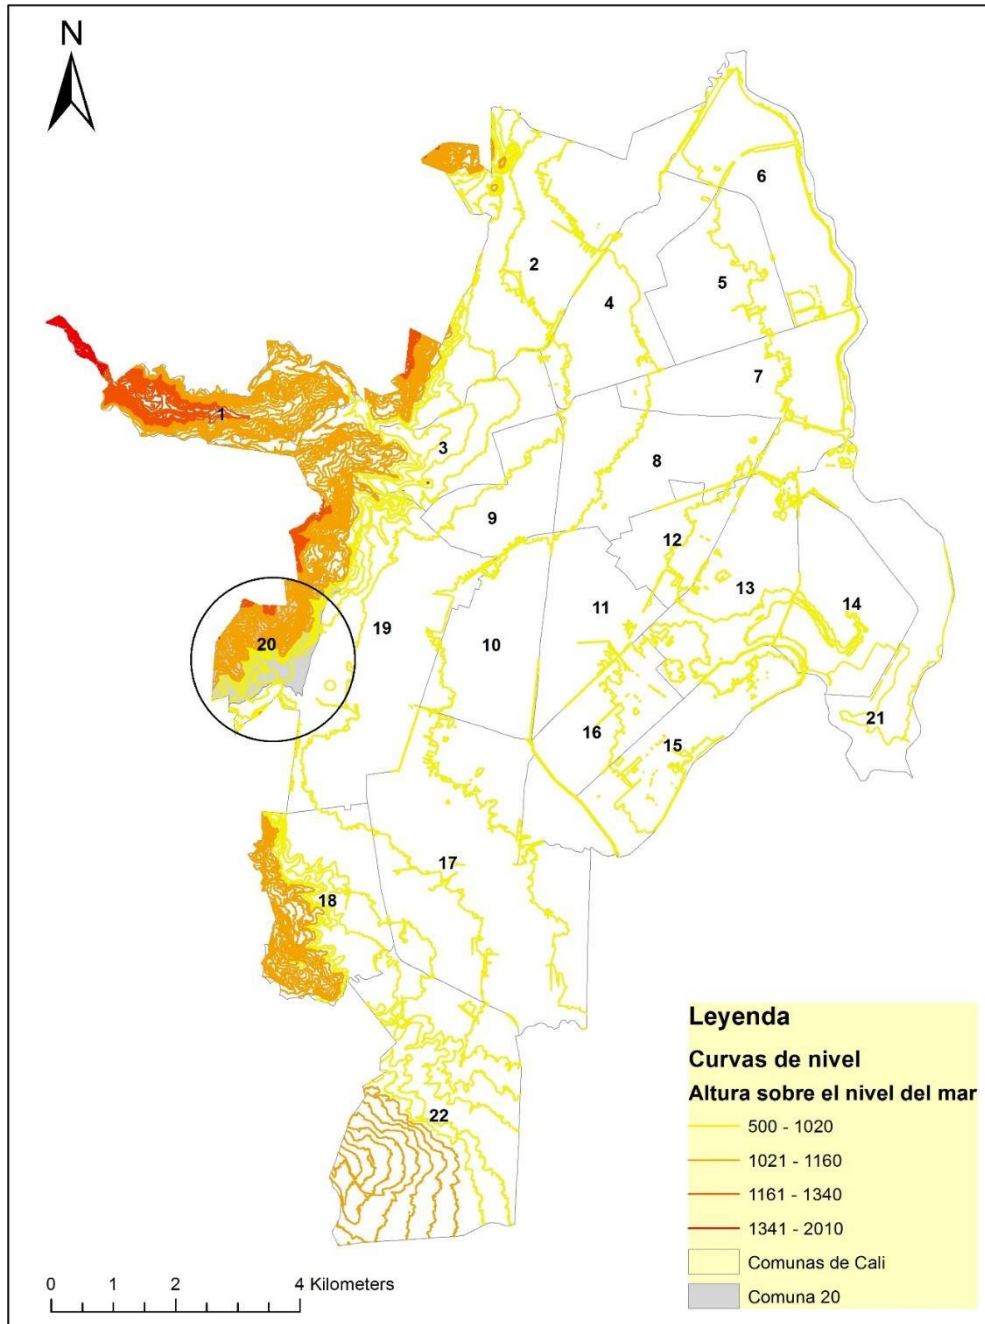 N
6
2
5
4
7
1
3
8
9
12
13
14
11
19
20
10
21
16
15
17
18
22
Leyenda
Curvas de nivel
Altura sobre el nivel del mar
500 - 1020
1021 - 1160
1161 - 1340
1341 - 2010
Comunas de Cali
Comuna 20
0 1 2 4 Kilometers